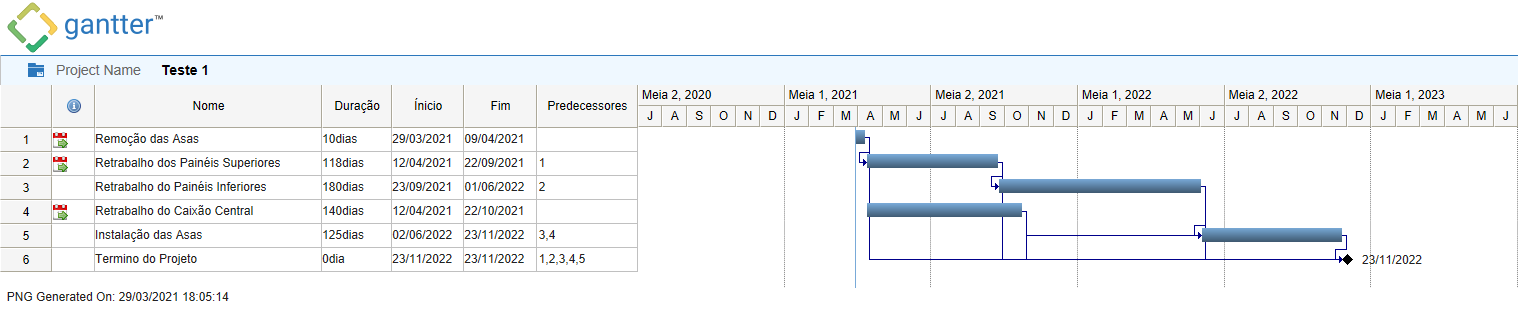 gantter™
Project Name Teste 1
Nome Duração Ínicio Fim Predecessores
Meia 2, 2020 Meia 1, 2021 Meia 2, 2021 Meia 1, 2022 Meia 2, 2022 Meia 1, 2023
J A S O N D J F M A M J J A S O N D J F M A M J J A S O N D J F M A M J
1 Remoção das Asas 10dias 29/03/2021 09/04/2021
2 Retrabalho dos Painéis Superiores 118dias 12/04/2021 22/09/2021 1
3 Retrabalho do Painéis Inferiores 180dias 23/09/2021 01/06/2022 2
4 Retrabalho do Caixão Central 140dias 12/04/2021 22/10/2021
5 Instalação das Asas 125dias 02/06/2022 23/11/2022 3,4
6 Termino do Projeto 0dia 23/11/2022 23/11/2022 1,2,3,4,5 23/11/2022
PNG Generated On: 29/03/2021 18:05:14